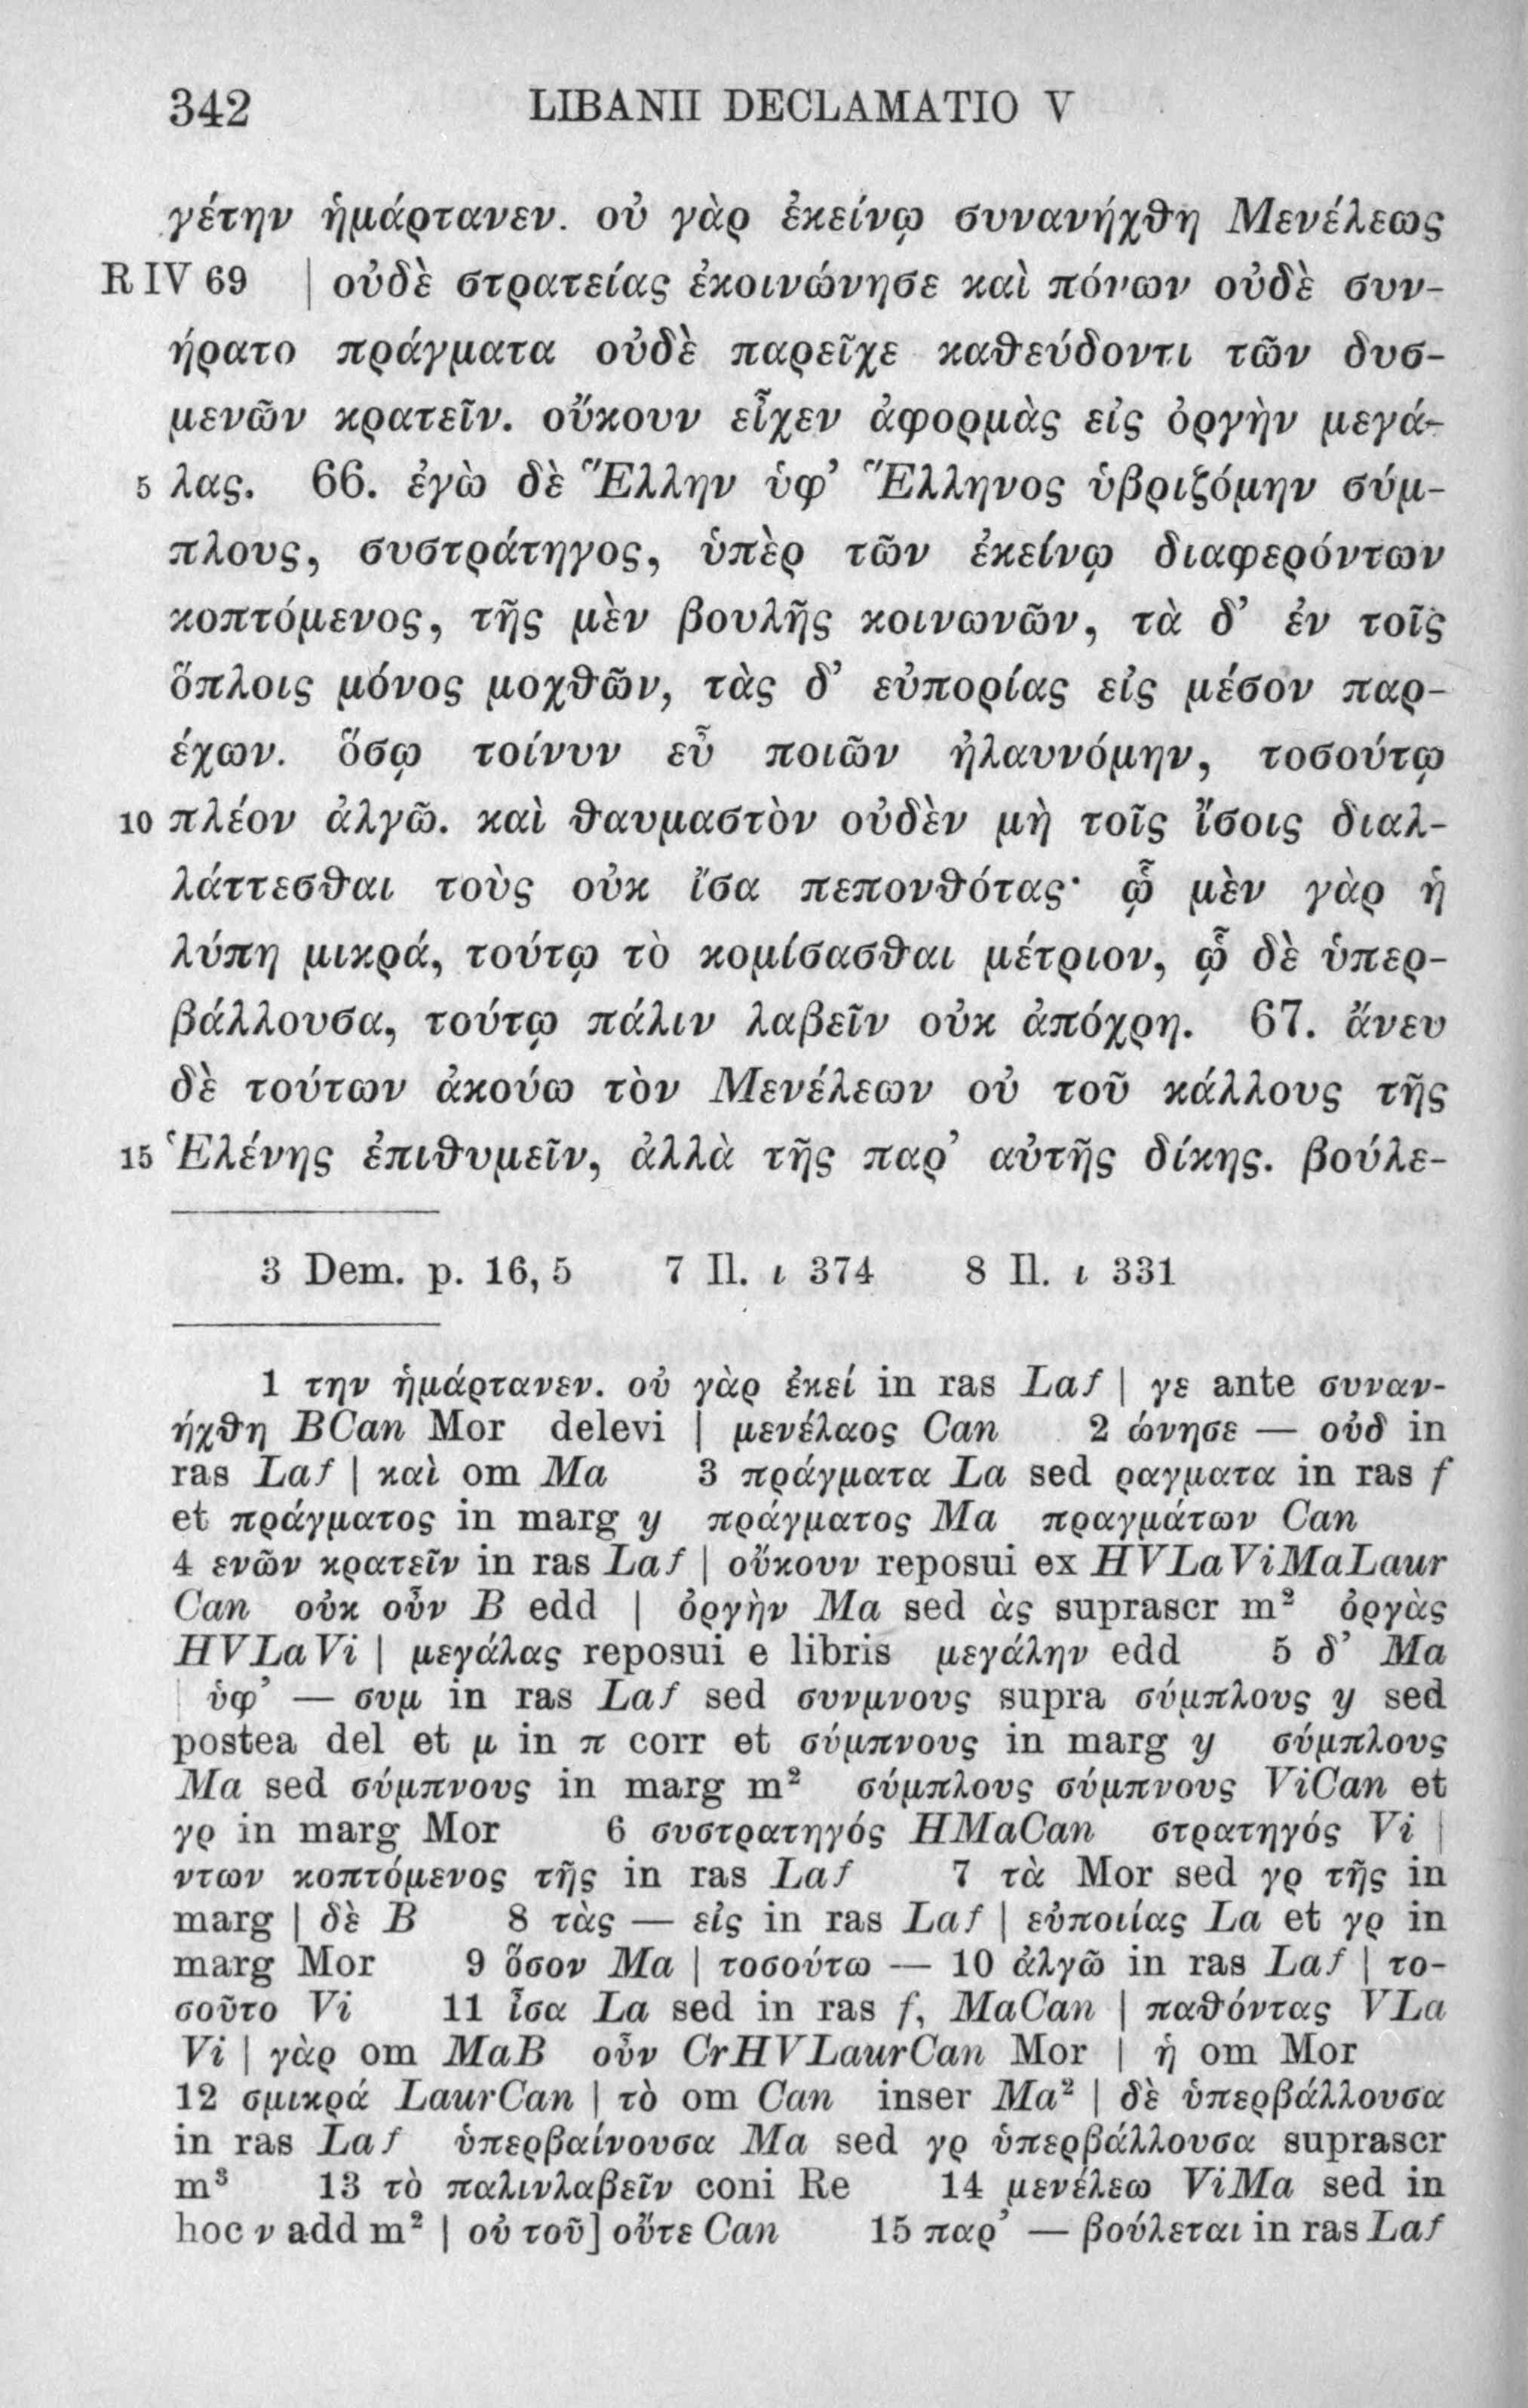 342 LIBANII DECLAMATIO V
γέτην ἡμάρτανεν. οὐ γὰρ ἐκείνῳ συνανήχθη Μενέλεως
R IV 69 | οὐδὲ στρατείας ἐκοινώνησε καὶ πόνων οὐδὲ συν-
ήρατο πράγματα οὐδὲ παρεῖχε καθεύδοντι τῶν δυσ-
μενῶν κρατεῖν. οὔκουν εἶχεν ἀφορμὰς εἰς ὀργὴν μεγά-
5 λας. 66. ἐγὼ δὲ Ἕλλην ὑφ’ Ἕλληνος ὑβριζόμην σύμ-
πλους, συστράτηγος, ὑπὲρ τῶν ἐκείνῳ διαφερόντων
κοπτόμενος, τῆς μὲν βουλῆς κοινωνῶν, τὰ δ’ ἐν τοῖς
ὅπλοις μόνος μοχθῶν, τὰς δ’ εὐπορίας εἰς μέσον παρ-
έχων. ὅσῳ τοίνυν εὖ ποιῶν ἠλαυνόμην, τοσούτῳ
10 πλέον ἀλγῶ. καὶ θαυμαστὸν οὐδὲν μὴ τοῖς ἴσοις διαλ-
λάττεσθαι τοὺς οὐκ ἴσα πεπονθότας· ᾧ μὲν γὰρ ἡ
λύπη μικρά, τούτῳ τὸ κομίσασθαι μέτριον, ᾧ δὲ ὑπερ-
βάλλουσα, τούτῳ πάλιν λαβεῖν οὐκ ἀπόχρη. 67. ἄνευ
δὲ τούτων ἀκούω τὸν Μενέλεων οὐ τοῦ κάλλους τῆς
15 Ἑλένης ἐπιθυμεῖν, ἀλλὰ τῆς παρ’ αὐτῆς δίκης. βούλε-
3 Dem. p. 16, 5 7 Il. ι 374 8 Il. ι 331
1 την ἡμάρτανεν. οὐ γὰρ ἐκεί in ras Laf | γε ante συναν-
ήχθη BCan Mor delevi | μενέλαος Can 2 ώνησε — οὐδ in
ras Laf | καὶ om Ma 3 πράγματα La sed ραγματα in ras f
et πράγματος in marg y πράγματος Ma πραγμάτων Can
4 ενῶν κρατεῖν in ras Laf | οὔκουν reposui ex HVLaViMaLaur
Can οὐκ οὖν B edd | ὀργὴν Ma sed ὰς suprascr m² ὀργὰς
HVLaVi | μεγάλας reposui e libris μεγάλην edd 5 δ’ Ma
| ὑφ’ — συμ in ras Laf sed συνμνους supra σύμπλους y sed
postea del et μ in π corr et σύμπνους in marg y σύμπλους
Ma sed σύμπνους in marg m² σύμπλους σύμπνους ViCan et
γρ in marg Mor 6 συστρατηγός HMaCan στρατηγός Vi |
ντων κοπτόμενος τῆς in ras Laf 7 τὰ Mor sed γρ τῆς in
marg | δὲ B 8 τὰς — εἰς in ras Laf | εὐποιίας La et γρ in
marg Mor 9 ὅσον Ma | τοσούτω — 10 ἀλγῶ in ras Laf | το-
σοῦτο Vi 11 ἶσα La sed in ras f, MaCan | παθόντας VLa
Vi | γὰρ om MaB οὖν CrHVLaurCan Mor | ἡ om Mor
12 σμικρά LaurCan | τὸ om Can inser Ma² | δὲ ὑπερβάλλουσα
in ras Laf ὑπερβαίνουσα Ma sed γρ ὑπερβάλλουσα suprascr
m³ 13 τὸ παλινλαβεῖν coni Re 14 μενέλεω ViMa sed in
hoc ν add m² | οὐ τοῦ] οὔτε Can 15 παρ’ — βούλεται in ras Laf